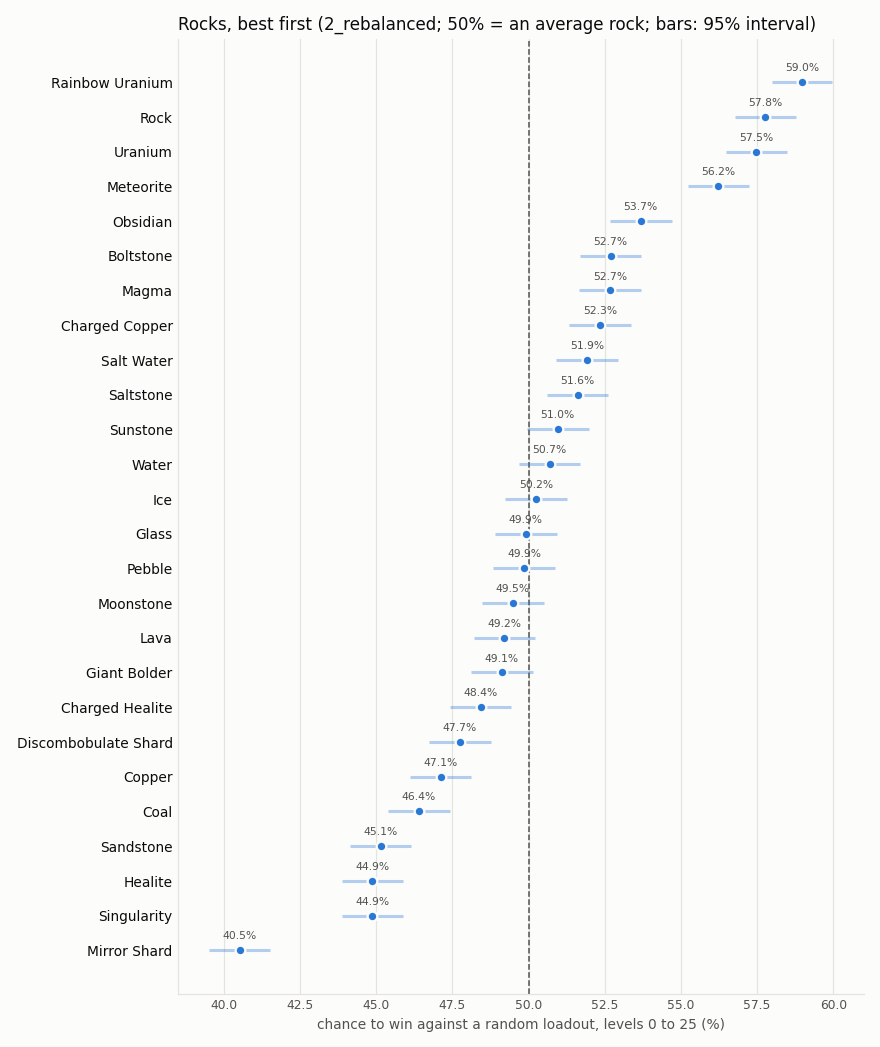 Rocks, best first (2_rebalanced; 50% = an average rock; bars: 95% interval)
Rainbow Uranium 59.0%
Rock 57.8%
Uranium 57.5%
Meteorite 56.2%
Obsidian 53.7%
Boltstone 52.7%
Magma 52.7%
Charged Copper 52.3%
Salt Water 51.9%
Saltstone 51.6%
Sunstone 51.0%
Water 50.7%
Ice 50.2%
Glass 49.9%
Pebble 49.9%
Moonstone 49.5%
Lava 49.2%
Giant Bolder 49.1%
Charged Healite 48.4%
Discombobulate Shard 47.7%
Copper 47.1%
Coal 46.4%
Sandstone 45.1%
Healite 44.9%
Singularity 44.9%
Mirror Shard 40.5%
40.0 42.5 45.0 47.5 50.0 52.5 55.0 57.5 60.0
chance to win against a random loadout, levels 0 to 25 (%)